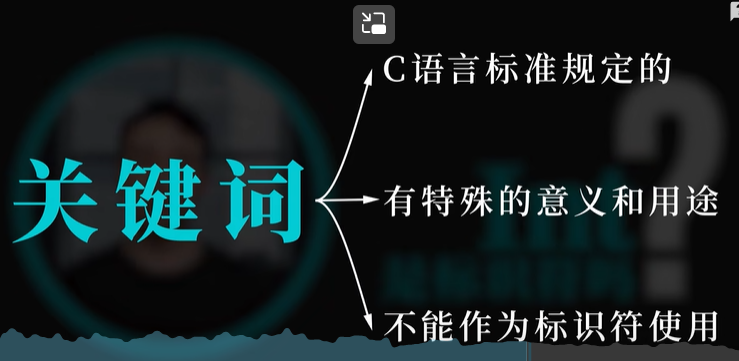 关键词
C语言标准规定的
有特殊的意义和用途
不能作为标识符使用